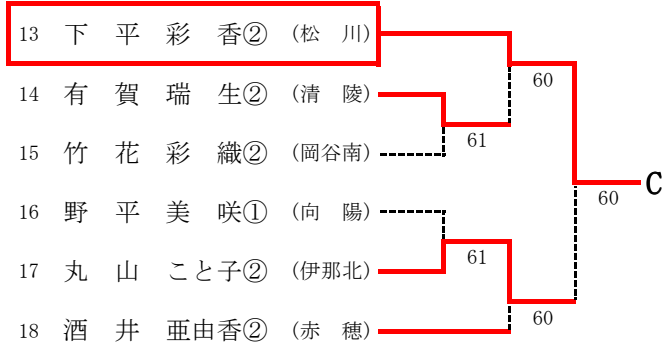 13 下平彩香② (松川)
60
14 有賀瑞生② (清陵)
61
15 竹花彩織② (岡谷南)
60 C
16 野平美咲① (向陽)
61
17 丸山こと子② (伊那北)
60
18 酒井亜由香② (赤穂)